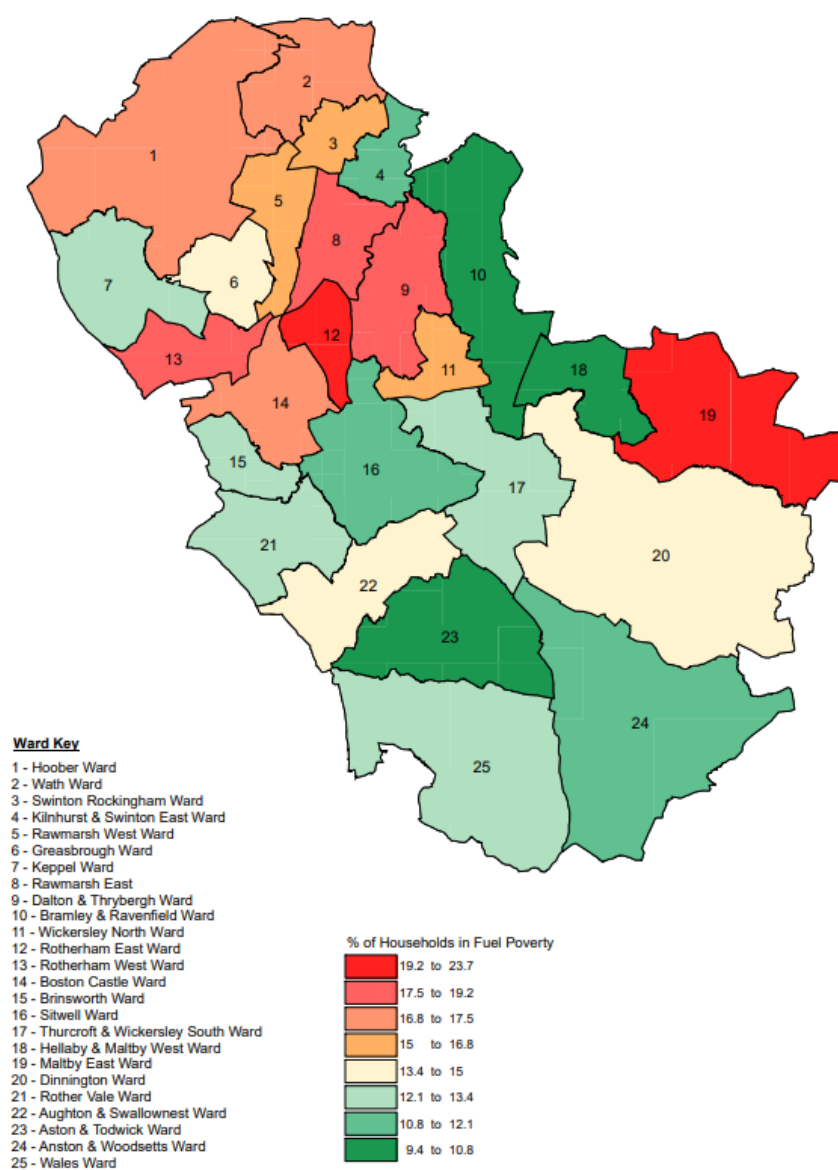 2
1
3
4
5
8
10
7
6
9
12
13
11
18
14
19
15
16
17
21
20
22
23
24
25
Ward Key
1 - Hoober Ward
2 - Wath Ward
3 - Swinton Rockingham Ward
4 - Kilnhurst & Swinton East Ward
5 - Rawmarsh West Ward
6 - Greasbrough Ward
7 - Keppel Ward
8 - Rawmarsh East
9 - Dalton & Thrybergh Ward
10 - Bramley & Ravenfield Ward
11 - Wickersley North Ward
12 - Rotherham East Ward
13 - Rotherham West Ward
14 - Boston Castle Ward
15 - Brinsworth Ward
16 - Sitwell Ward
17 - Thurcroft & Wickersley South Ward
18 - Hellaby & Maltby West Ward
19 - Maltby East Ward
20 - Dinnington Ward
21 - Rother Vale Ward
22 - Aughton & Swallownest Ward
23 - Aston & Todwick Ward
24 - Anston & Woodsetts Ward
25 - Wales Ward
% of Households in Fuel Poverty
19.2 to 23.7
17.5 to 19.2
16.8 to 17.5
15 to 16.8
13.4 to 15
12.1 to 13.4
10.8 to 12.1
9.4 to 10.8